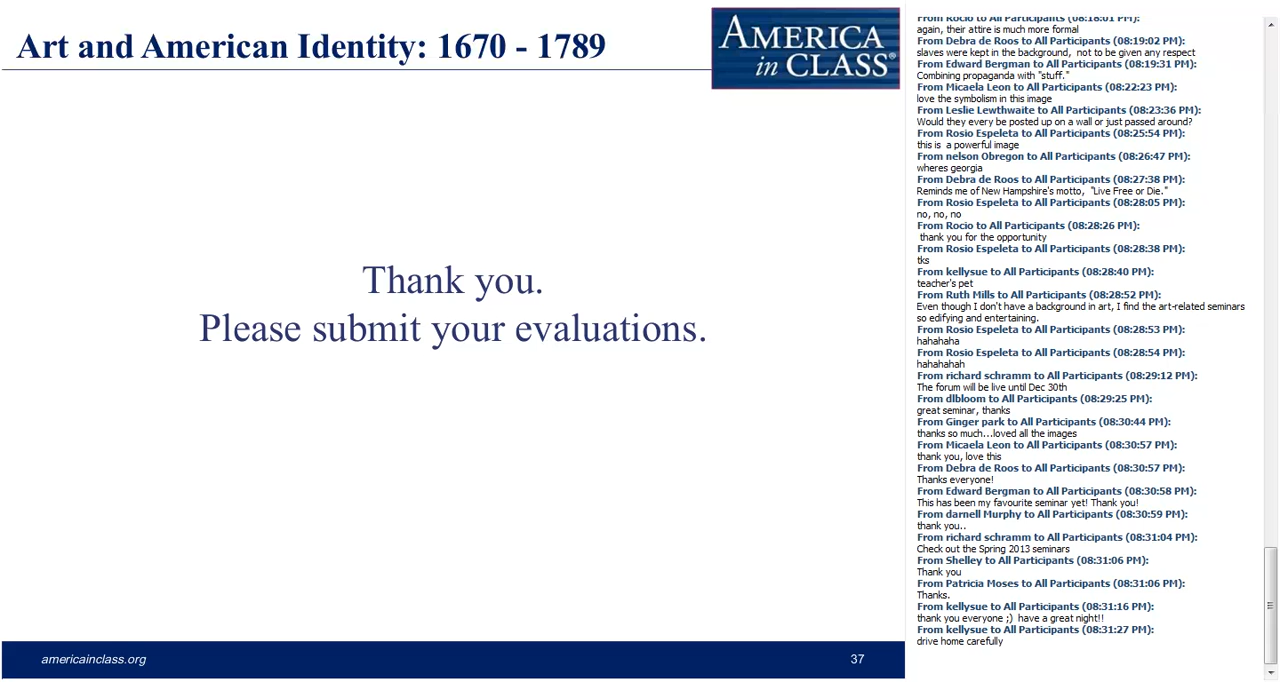 Art and American Identity: 1670 - 1789
AMERICA
in CLASS®
Thank you.
Please submit your evaluations.
americainclass.org
37
From Rocio to All Participants (08:18:01 PM):
again, their attire is much more formal
From Debra de Roos to All Participants (08:19:02 PM):
slaves were kept in the background, not to be given any respect
From Edward Bergman to All Participants (08:19:31 PM):
Combining propaganda with "stuff."
From Micaela Leon to All Participants (08:22:23 PM):
love the symbolism in this image
From Leslie Lewthwaite to All Participants (08:23:36 PM):
Would they every be posted up on a wall or just passed around?
From Rosio Espeleta to All Participants (08:25:54 PM):
this is a powerful image
From nelson Obregon to All Participants (08:26:47 PM):
wheres georgia
From Debra de Roos to All Participants (08:27:38 PM):
Reminds me of New Hampshire's motto, "Live Free or Die."
From Rosio Espeleta to All Participants (08:28:05 PM):
no, no, no
From Rocio to All Participants (08:28:26 PM):
thank you for the opportunity
From Rosio Espeleta to All Participants (08:28:38 PM):
tks
From kellysue to All Participants (08:28:40 PM):
teacher's pet
From Ruth Mills to All Participants (08:28:52 PM):
Even though I don't have a background in art, I find the art-related seminars
so edifying and entertaining.
From Rosio Espeleta to All Participants (08:28:53 PM):
hahahaha
From Rosio Espeleta to All Participants (08:28:54 PM):
hahahahah
From richard schramm to All Participants (08:29:12 PM):
The forum will be live until Dec 30th
From dlbloom to All Participants (08:29:25 PM):
great seminar, thanks
From Ginger park to All Participants (08:30:44 PM):
thanks so much...loved all the images
From Micaela Leon to All Participants (08:30:57 PM):
thank you, love this
From Debra de Roos to All Participants (08:30:57 PM):
Thanks everyone!
From Edward Bergman to All Participants (08:30:58 PM):
This has been my favourite seminar yet! Thank you!
From darnell Murphy to All Participants (08:30:59 PM):
thank you..
From richard schramm to All Participants (08:31:04 PM):
Check out the Spring 2013 seminars
From Shelley to All Participants (08:31:06 PM):
Thank you
From Patricia Moses to All Participants (08:31:06 PM):
Thanks.
From kellysue to All Participants (08:31:16 PM):
thank you everyone ;) have a great night!!
From kellysue to All Participants (08:31:27 PM):
drive home carefully